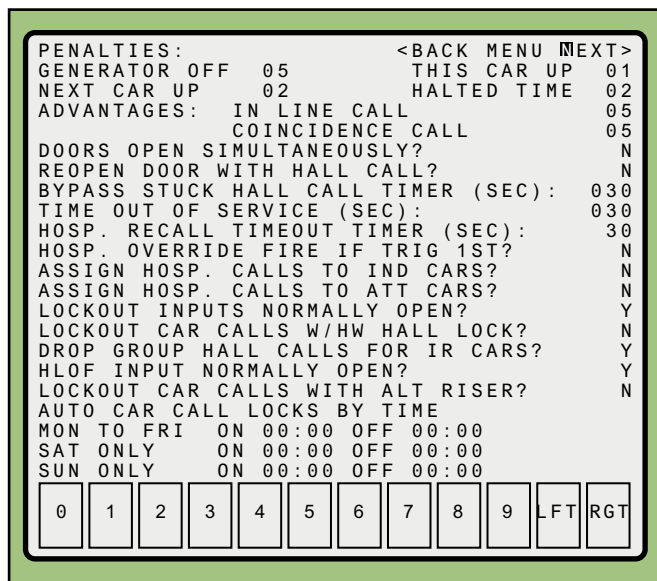 PENALTIES: <BACK MENU NEXT>
GENERATOR OFF 05 THIS CAR UP 01
NEXT CAR UP 02 HALTED TIME 02
ADVANTAGES: IN LINE CALL 05
COINCIDENCE CALL 05
DOORS OPEN SIMULTANEOUSLY? N
REOPEN DOOR WITH HALL CALL? N
BYPASS STUCK HALL CALL TIMER (SEC): 030
TIME OUT OF SERVICE (SEC): 030
HOSP. RECALL TIMEOUT TIMER (SEC): 30
HOSP. OVERRIDE FIRE IF TRIG 1ST? N
ASSIGN HOSP. CALLS TO IND CARS? N
ASSIGN HOSP. CALLS TO ATT CARS? N
LOCKOUT INPUTS NORMALLY OPEN? Y
LOCKOUT CAR CALLS W/HW HALL LOCK? N
DROP GROUP HALL CALLS FOR IR CARS? Y
HLOF INPUT NORMALLY OPEN? Y
LOCKOUT CAR CALLS WITH ALT RISER? N
AUTO CAR CALL LOCKS BY TIME
MON TO FRI ON 00:00 OFF 00:00
SAT ONLY ON 00:00 OFF 00:00
SUN ONLY ON 00:00 OFF 00:00
0 1 2 3 4 5 6 7 8 9 LFT RGT